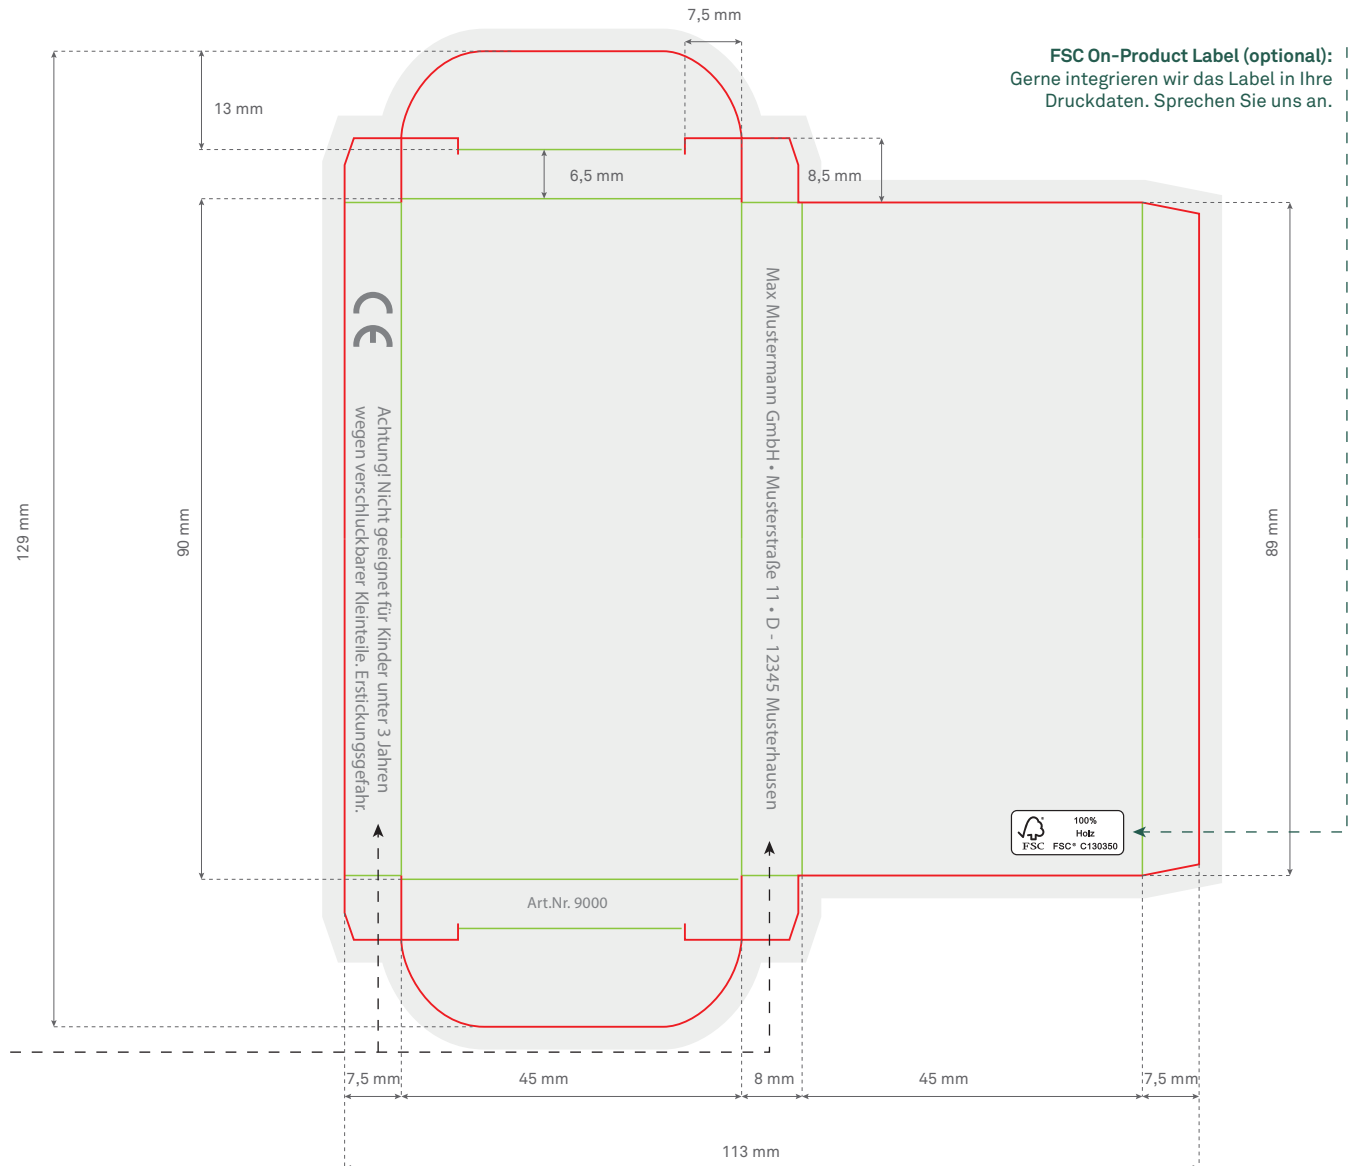 7,5 mm
FSC On-Product Label (optional):
Gerne integrieren wir das Label in Ihre
Druckdaten. Sprechen Sie uns an.
13 mm
6,5 mm
8,5 mm
129 mm
90 mm
CE
Achtung! Nicht geeignet für Kinder unter 3 Jahren
wegen verschluckbarer Kleinteile. Erstickungsgefahr.
Max Mustermann GmbH • Musterstraße 11 • D - 12345 Musterhausen
89 mm
100%
Holz
FSC
FSC® C130350
Art.Nr. 9000
7,5 mm
45 mm
8 mm
45 mm
7,5 mm
113 mm